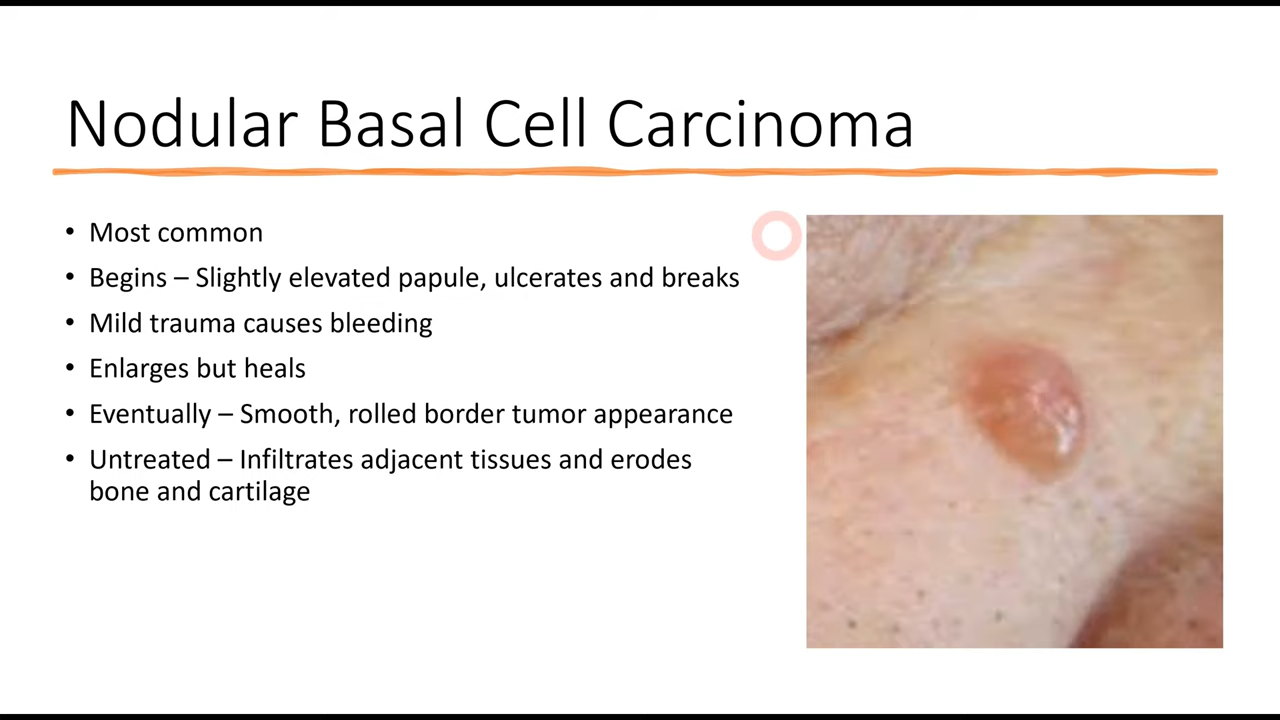 Nodular Basal Cell Carcinoma
• Most common
• Begins – Slightly elevated papule, ulcerates and breaks
• Mild trauma causes bleeding
• Enlarges but heals
• Eventually – Smooth, rolled border tumor appearance
• Untreated – Infiltrates adjacent tissues and erodes
bone and cartilage